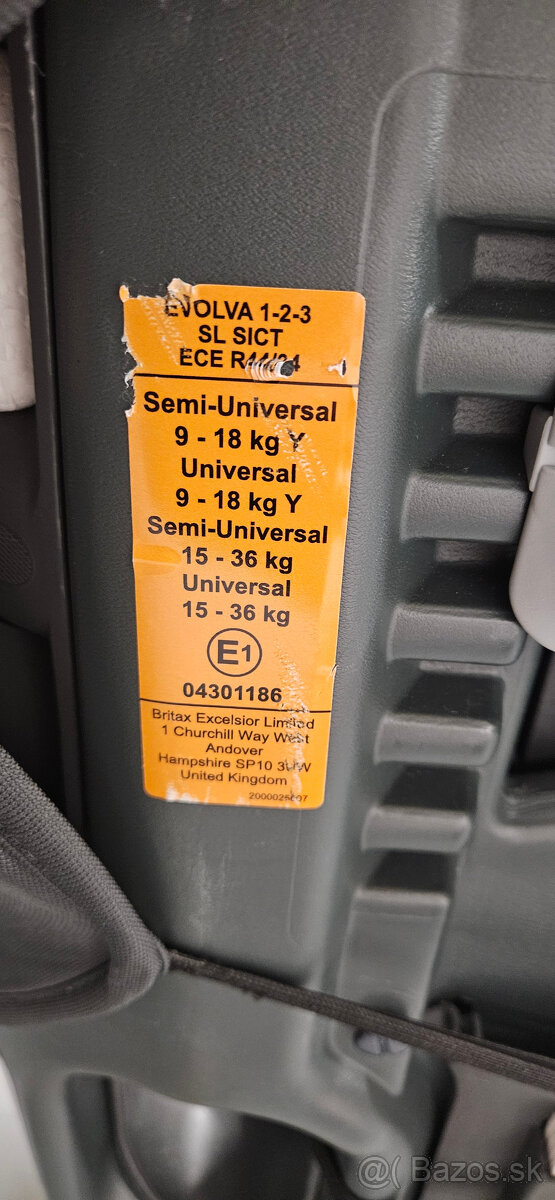 EVOLVA 1-2-3
SL SICT
ECE R44/04
Semi-Universal
9 - 18 kg Y
Universal
9 - 18 kg Y
Semi-Universal
15 - 36 kg
Universal
15 - 36 kg
E1
04301186
Britax Excelsior Limited
1 Churchill Way West
Andover
Hampshire SP10 3UW
United Kingdom
@( Bazos.sk